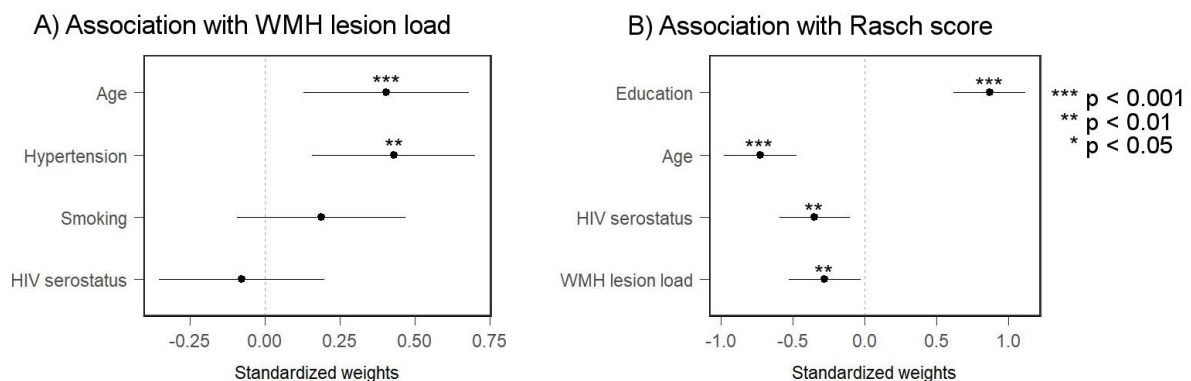 A) Association with WMH lesion load
Age
***
Hypertension
**
Smoking
HIV serostatus
-0.25 0.00 0.25 0.50 0.75
Standardized weights
B) Association with Rasch score
Education
***
Age
***
HIV serostatus
**
WMH lesion load
**
-1.0 -0.5 0.0 0.5 1.0
Standardized weights
*** p < 0.001
** p < 0.01
* p < 0.05